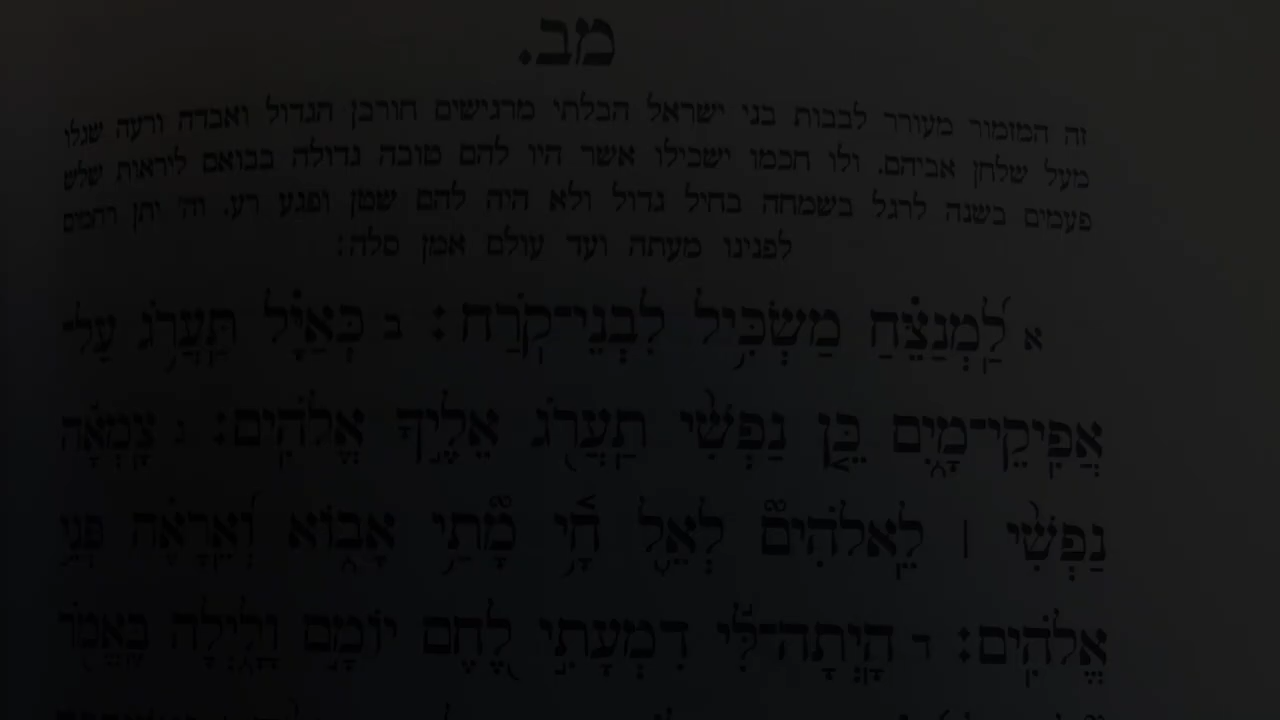 מב.
זה המזמור מעורר לבבות בני ישראל הבלתי מרגישים חורבן הגדול ואבדה ורעה שגלו
מעל שלחן אביהם. ולו חכמו ישכילו אשר היו להם טובה גדולה בבואם ליראות שלש
פעמים בשנה לרגל בשמחה בחיל גדול ולא היה להם שטן ופגע רע. וה׳ יתן רחמים
לפנינו מעתה ועד עולם אמן סלה:
א לַֽמְנַצֵּ֗חַ מַשְׂכִּ֥יל לִבְנֵי־קֹֽרַח׃ ב כְּאַיָּ֗ל תַּעֲרֹ֥ג עַל־
אֲפִֽיקֵי־מָ֑יִם כֵּ֤ן נַפְשִׁ֨י תַעֲרֹ֖ג אֵלֶ֣יךָ אֱלֹהִֽים׃ ג צָמְאָ֬ה
נַפְשִׁ֨י ׀ לֵאלֹהִים֮ לְאֵ֢ל חָ֥י מָ֘תַ֥י אָב֑וֹא וְ֝אֵרָאֶ֗ה פְּנֵ֣י
אֱלֹהִֽים׃ ד הָֽיְתָה־לִּ֬י דִמְעָתִ֣י לֶ֭חֶם יוֹמָ֣ם וָלָ֑יְלָה בֶּאֱמֹ֥ר